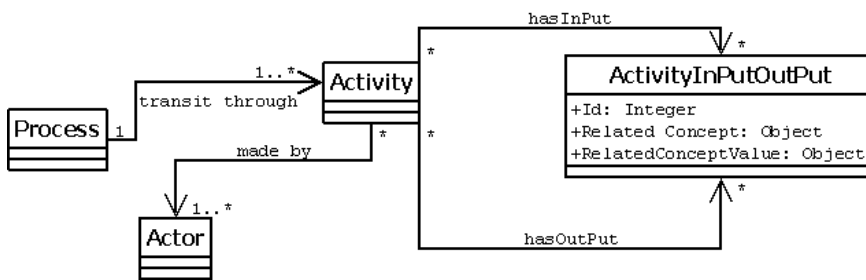 hasInPut
*
*
1..*
Activity
ActivityInPutOutPut
transit through
+Id: Integer
Process
1
+Related Concept: Object
made by
*
*
+RelatedConceptValue: Object
*
1..*
Actor
hasOutPut